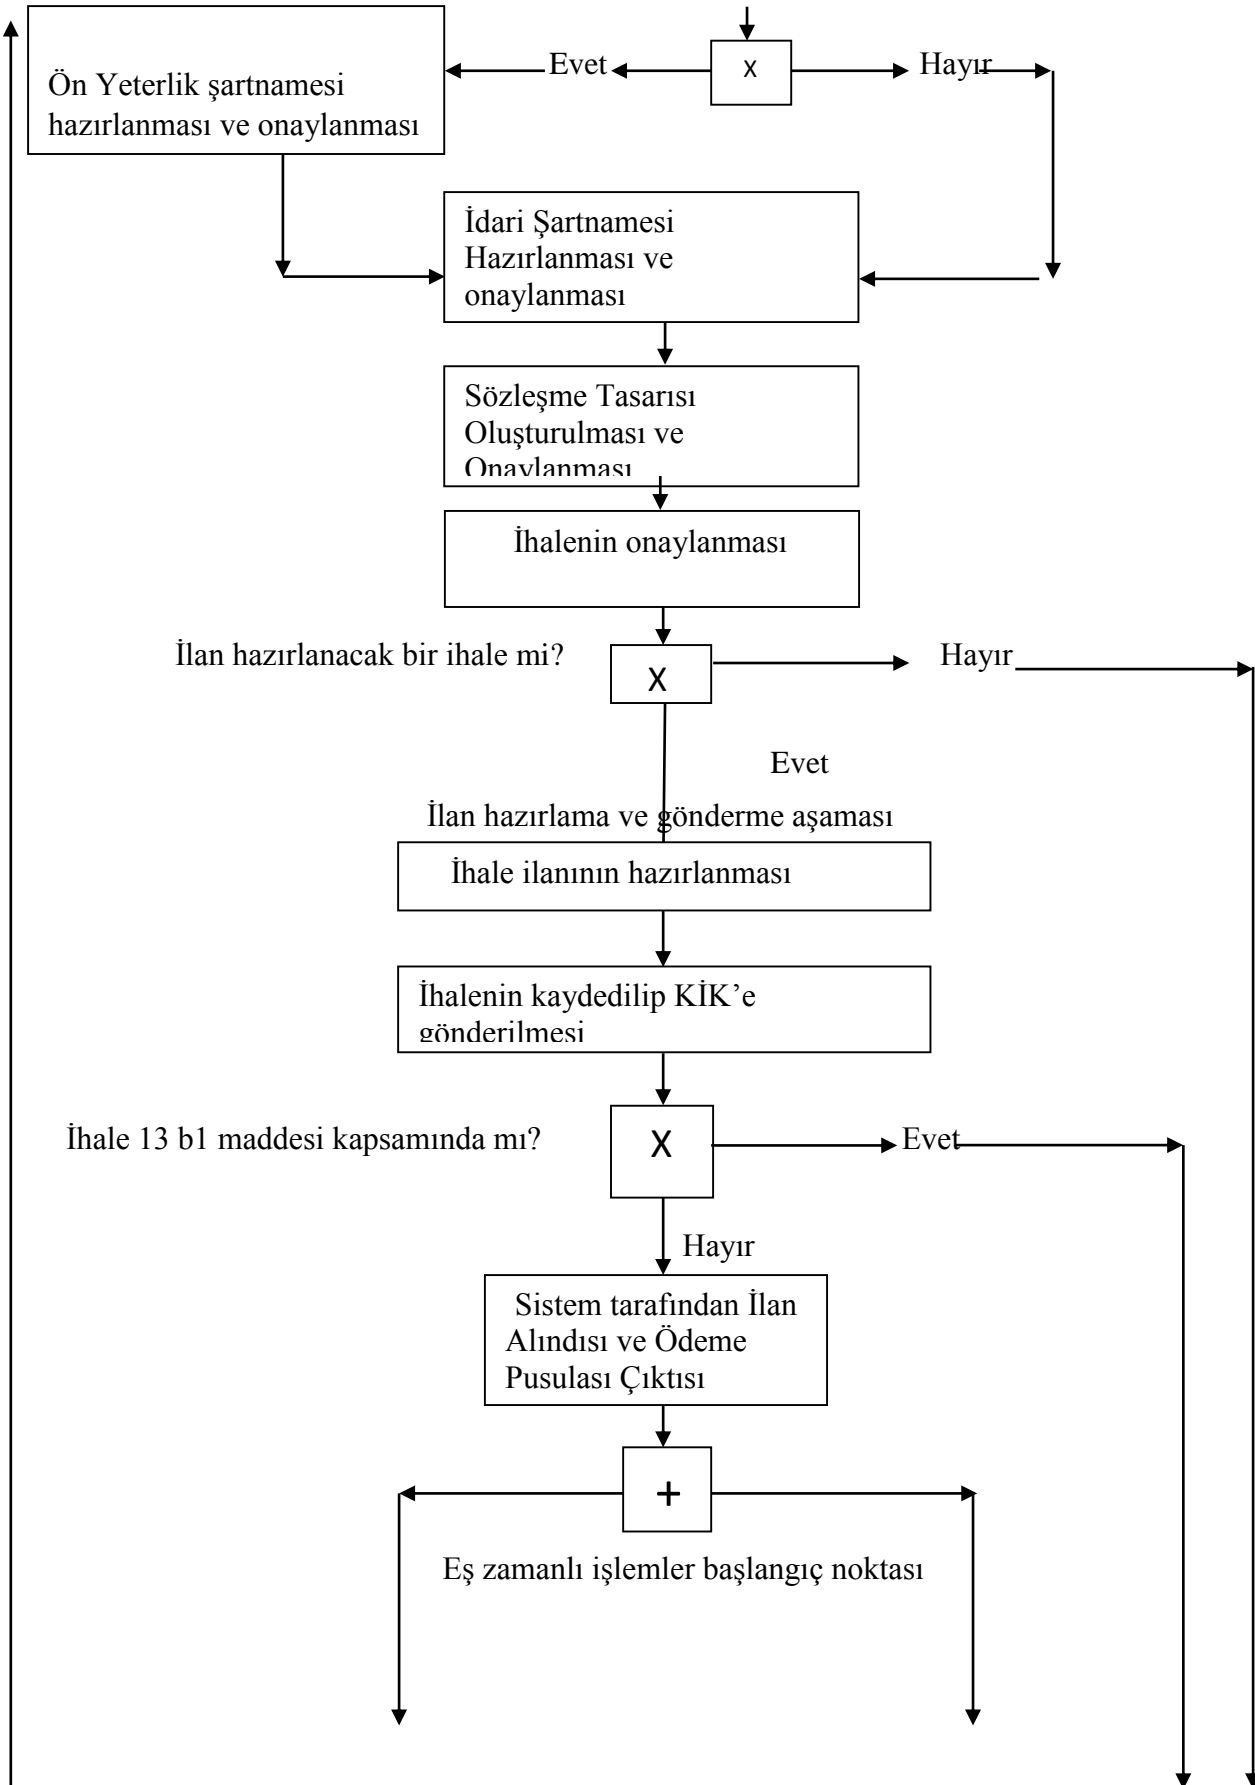 Evet
X
Hayır
Ön Yeterlik şartnamesi
hazırlanması ve onaylanması
İdari Şartnamesi
Hazırlanması ve
onaylanması
Sözleşme Tasarısı
Oluşturulması ve
Onaylanması
İhalenin onaylanması
İlan hazırlanacak bir ihale mi?
X
Hayır
Evet
İlan hazırlama ve gönderme aşaması
İhale ilanının hazırlanması
İhalenin kaydedilip KİK’e
gönderilmesi
İhale 13 b1 maddesi kapsamında mı?
X
Evet
Hayır
Sistem tarafından İlan
Alındısı ve Ödeme
Pusulası Çıktısı
+
Eş zamanlı işlemler başlangıç noktası